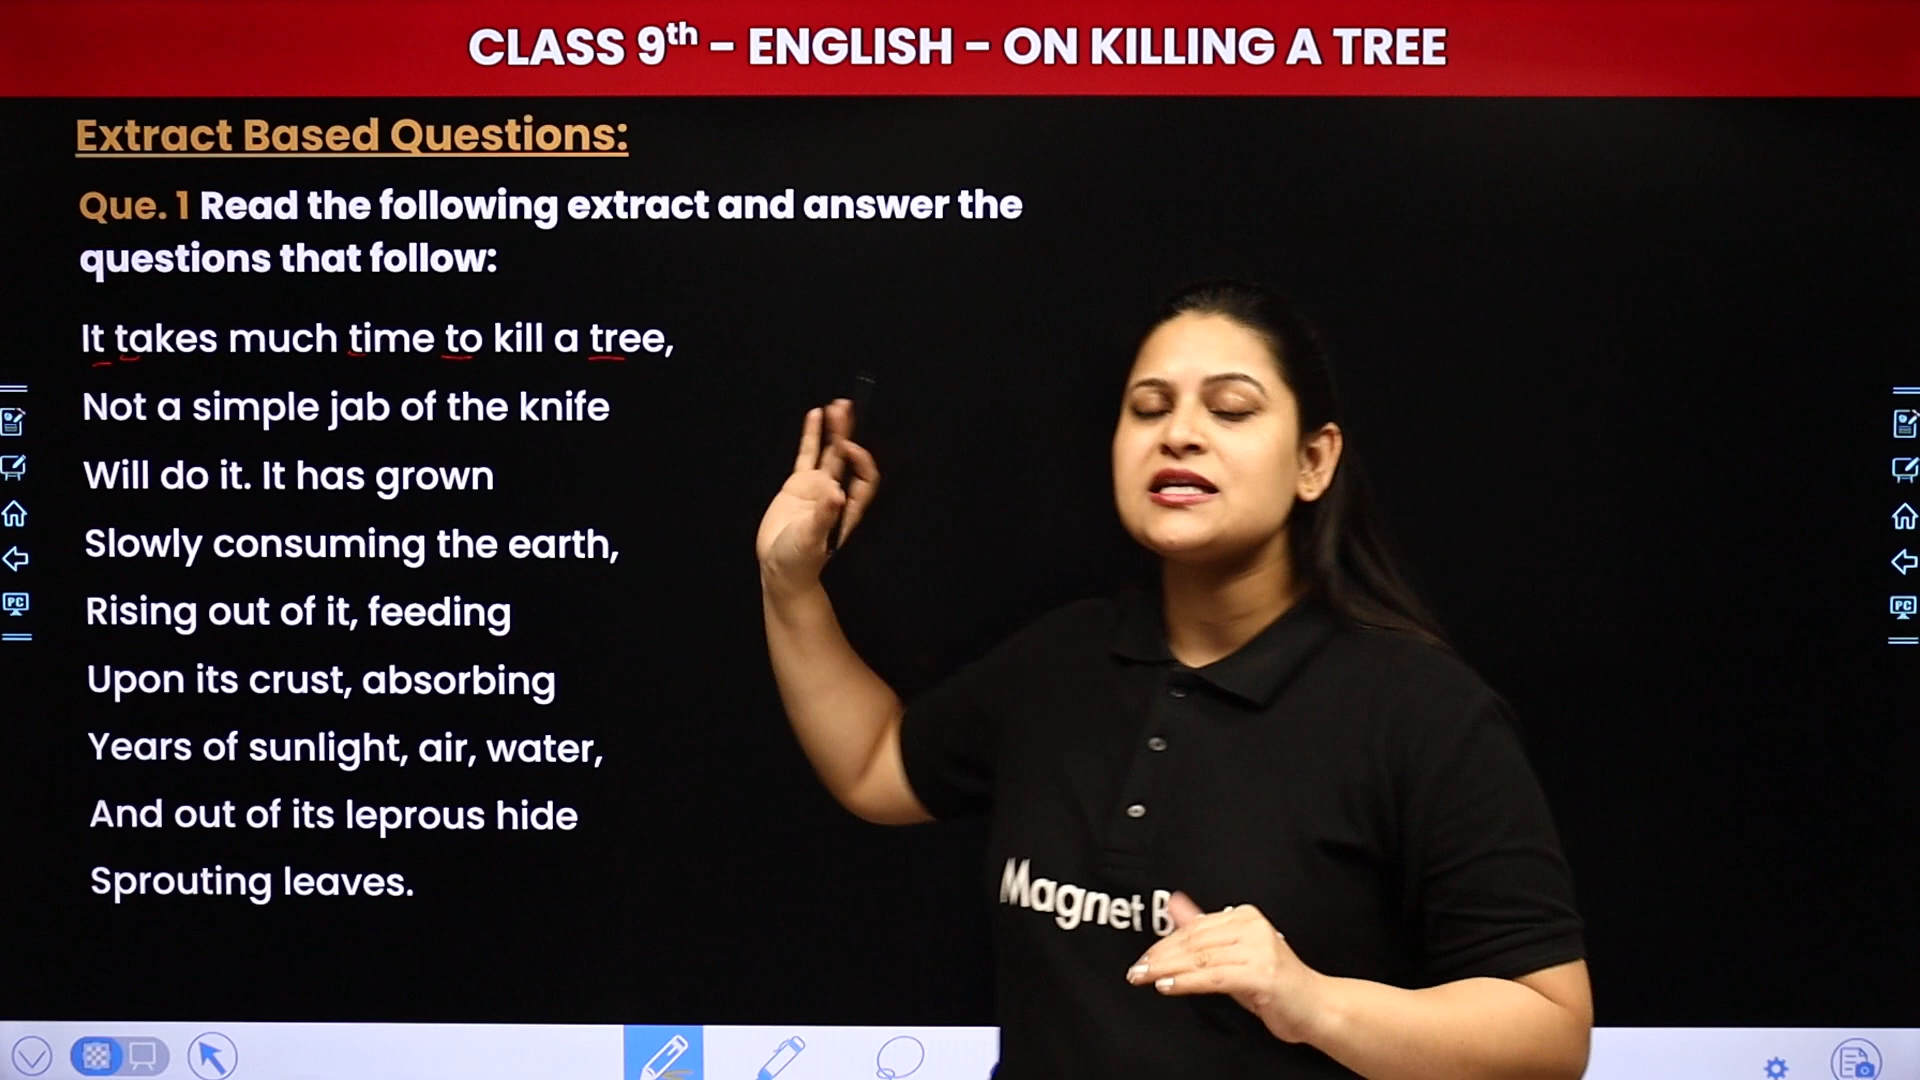 CLASS 9th - ENGLISH - ON KILLING A TREE
Extract Based Questions:
Que. 1 Read the following extract and answer the
questions that follow:
It takes much time to kill a tree,
Not a simple jab of the knife
Will do it. It has grown
Slowly consuming the earth,
Rising out of it, feeding
Upon its crust, absorbing
Years of sunlight, air, water,
And out of its leprous hide
Sprouting leaves.
Magnet
PC
PC